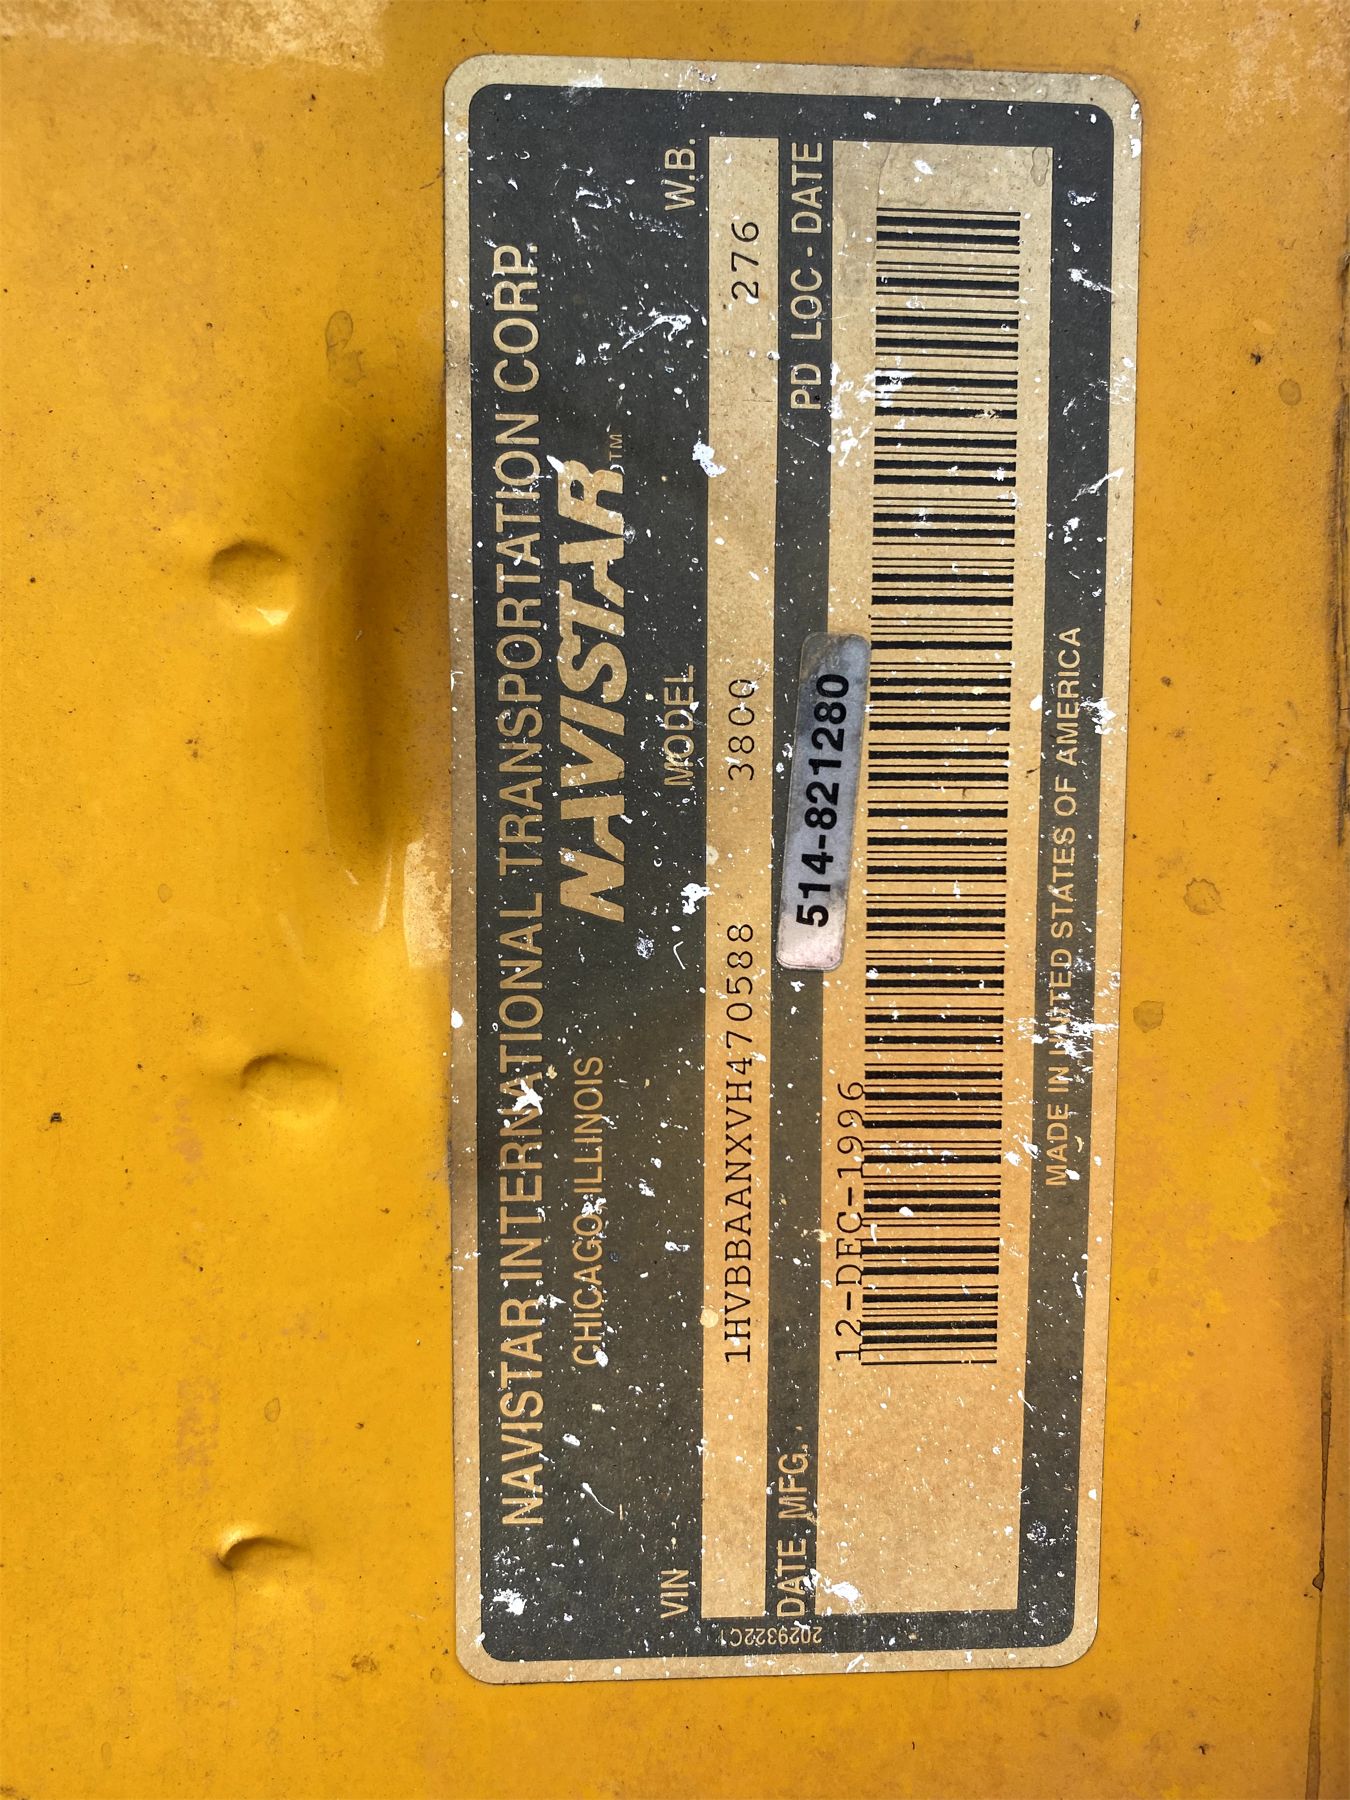 NAVISTAR INTERNATIONAL TRANSPORTATION CORP.
CHICAGO, ILLINOIS
NAVISTAR™
VIN MODEL W.B.
1HVBBAANXVH470588 3800 276
DATE MFG. PD LOC - DATE
514-821280
12-DEC-1996
MADE IN UNITED STATES OF AMERICA
2029322C1